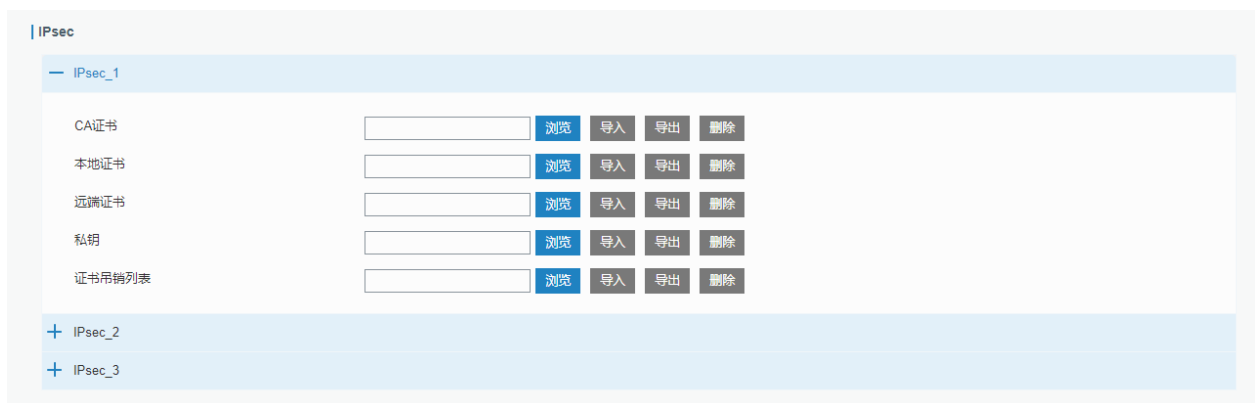 IPsec
IPsec_1
CA证书 浏览 导入 导出 删除
本地证书 浏览 导入 导出 删除
远端证书 浏览 导入 导出 删除
私钥 浏览 导入 导出 删除
证书吊销列表 浏览 导入 导出 删除
IPsec_2
IPsec_3